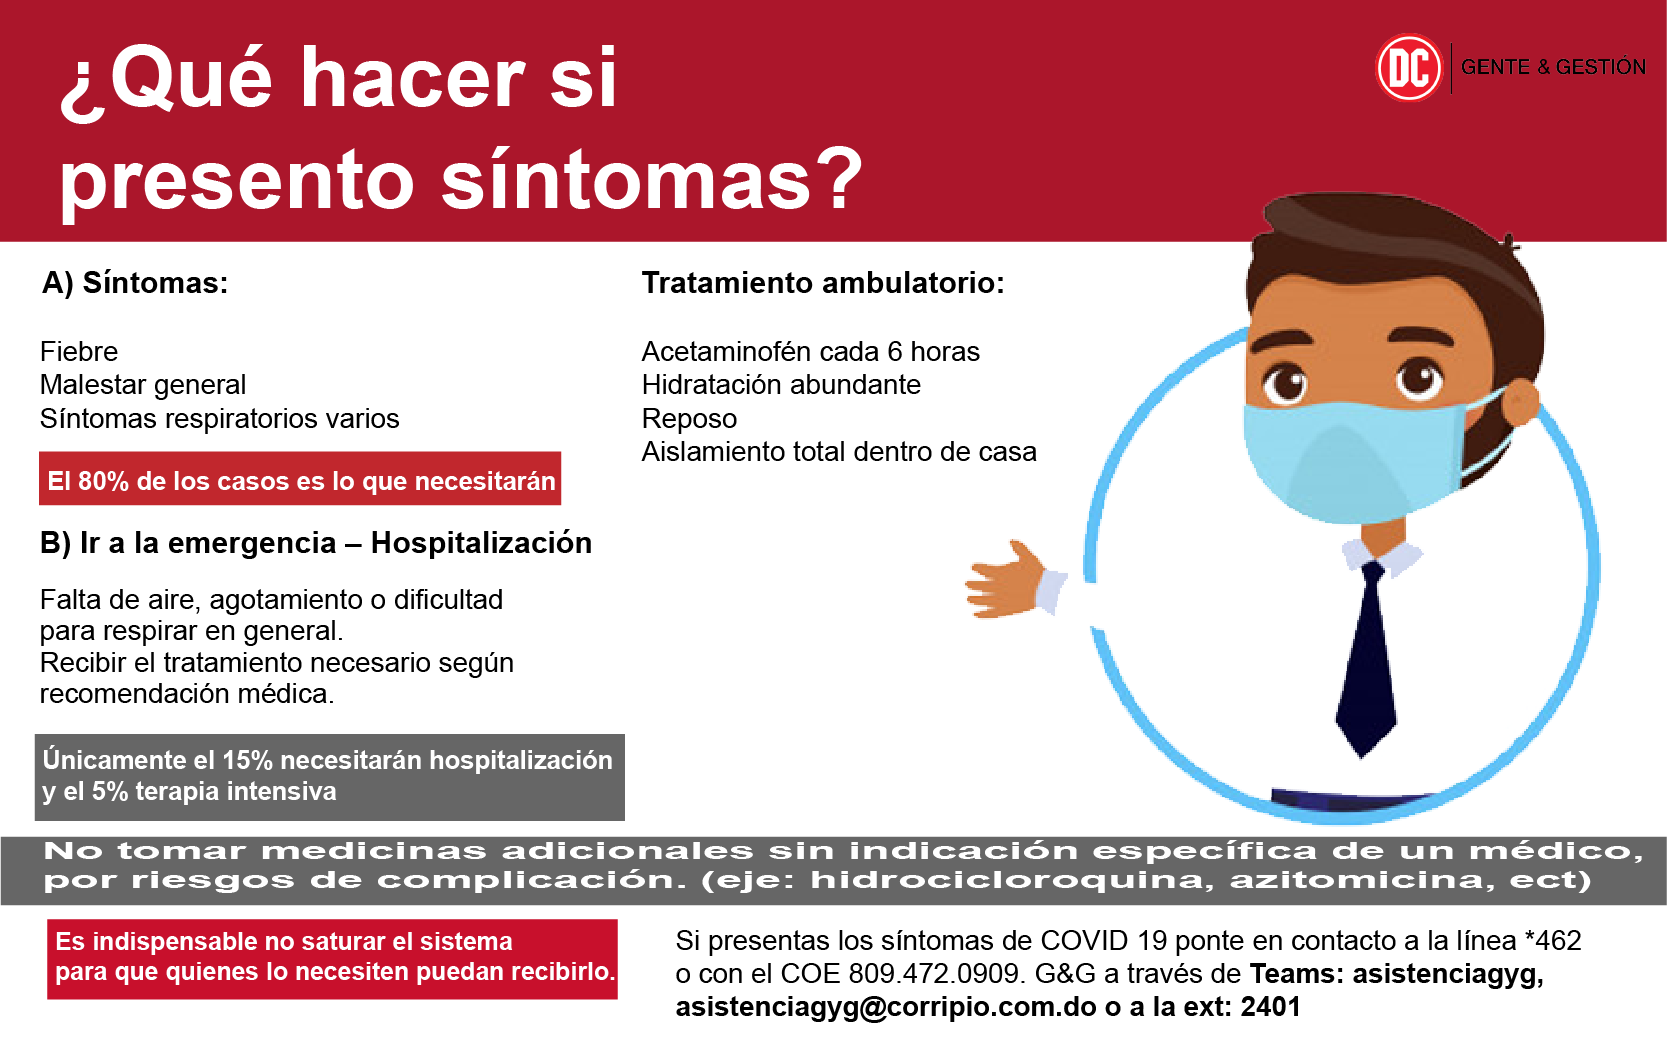 ¿Qué hacer si
presento síntomas?
DC
GENTE & GESTIÓN
A) Síntomas:
Fiebre
Malestar general
Síntomas respiratorios varios
El 80% de los casos es lo que necesitarán
Tratamiento ambulatorio:
Acetaminofén cada 6 horas
Hidratación abundante
Reposo
Aislamiento total dentro de casa
B) Ir a la emergencia – Hospitalización
Falta de aire, agotamiento o dificultad
para respirar en general.
Recibir el tratamiento necesario según
recomendación médica.
Únicamente el 15% necesitarán hospitalización
y el 5% terapia intensiva
No tomar medicinas adicionales sin indicación específica de un médico,
por riesgos de complicación. (eje: hidrocicloroquina, azitomicina, ect)
Es indispensable no saturar el sistema
para que quienes lo necesiten puedan recibirlo.
Si presentas los síntomas de COVID 19 ponte en contacto a la línea *462
o con el COE 809.472.0909. G&G a través de Teams: asistenciagyg,
asistenciagyg@corripio.com.do o a la ext: 2401